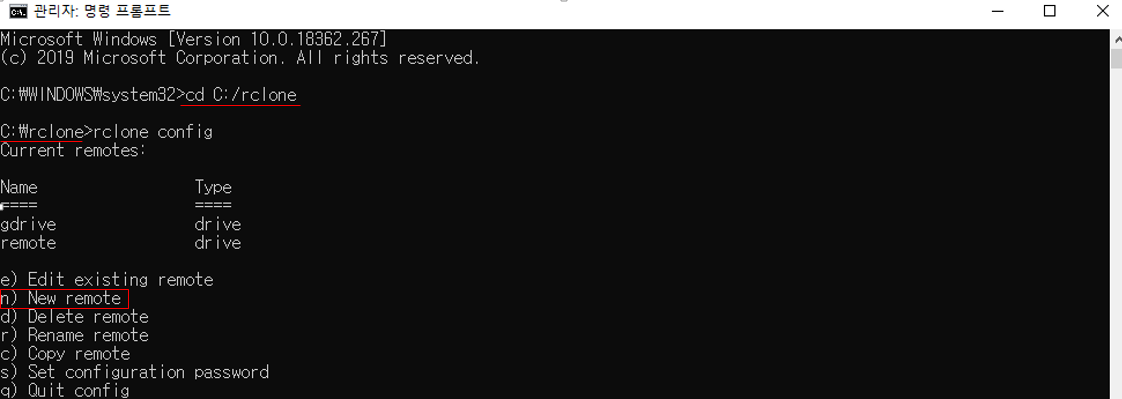 관리자: 명령 프롬프트
Microsoft Windows [Version 10.0.18362.267]
(c) 2019 Microsoft Corporation. All rights reserved.
C:₩WINDOWS₩system32>cd C:/rclone
C:₩rclone>rclone config
Current remotes:
Name                 Type
====                 ====
gdrive               drive
remote               drive
e) Edit existing remote
n) New remote
d) Delete remote
r) Rename remote
c) Copy remote
s) Set configuration password
q) Quit config